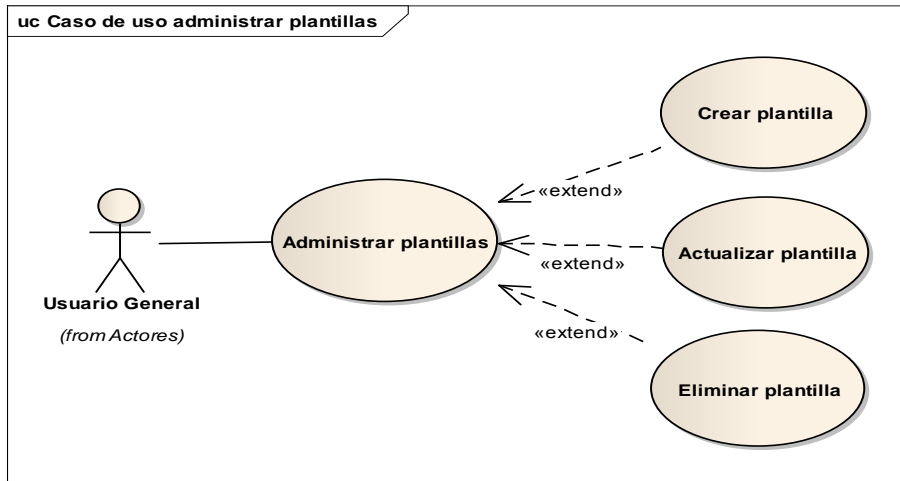 uc Caso de uso administrar plantillas
Crear plantilla
«extend»
Administrar plantillas
«extend»
Actualizar plantilla
«extend»
Eliminar plantilla
Usuario General
(from Actores)